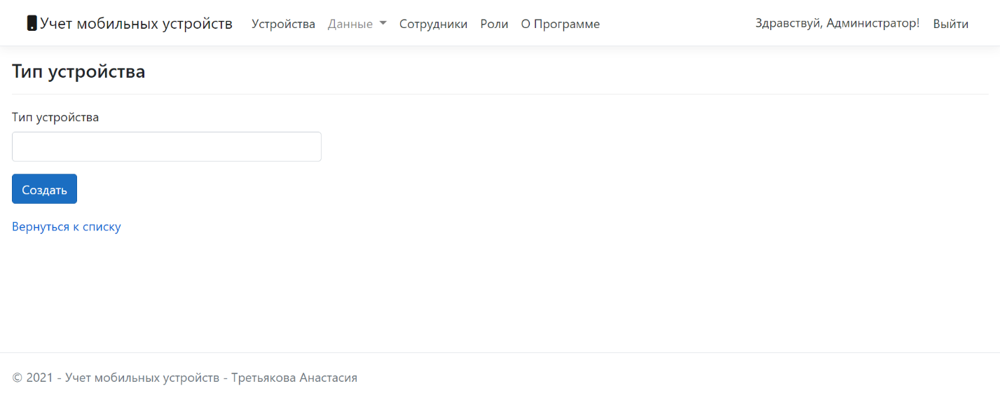 Учет мобильных устройств Устройства Данные Сотрудники Роли О Программе Здравствуй, Администратор! Выйти
Тип устройства
Тип устройства
Создать
Вернуться к списку
© 2021 - Учет мобильных устройств - Третьякова Анастасия